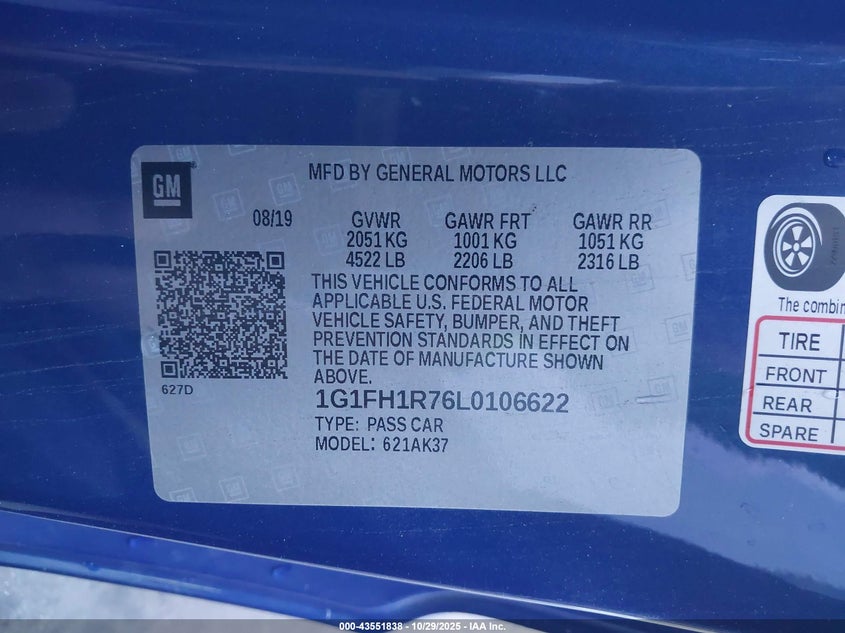 GM
MFD BY GENERAL MOTORS LLC
08/19 GVWR GAWR FRT GAWR RR
2051 KG 1001 KG 1051 KG
4522 LB 2206 LB 2316 LB
THIS VEHICLE CONFORMS TO ALL
APPLICABLE U.S. FEDERAL MOTOR
VEHICLE SAFETY, BUMPER, AND THEFT
PREVENTION STANDARDS IN EFFECT ON
THE DATE OF MANUFACTURE SHOWN
ABOVE.
627D
1G1FH1R76L0106622
TYPE: PASS CAR
MODEL: 621AK37
The combin
TIRE
FRONT
REAR
SPARE
000-43551838 - 10/29/2025 - IAA Inc.